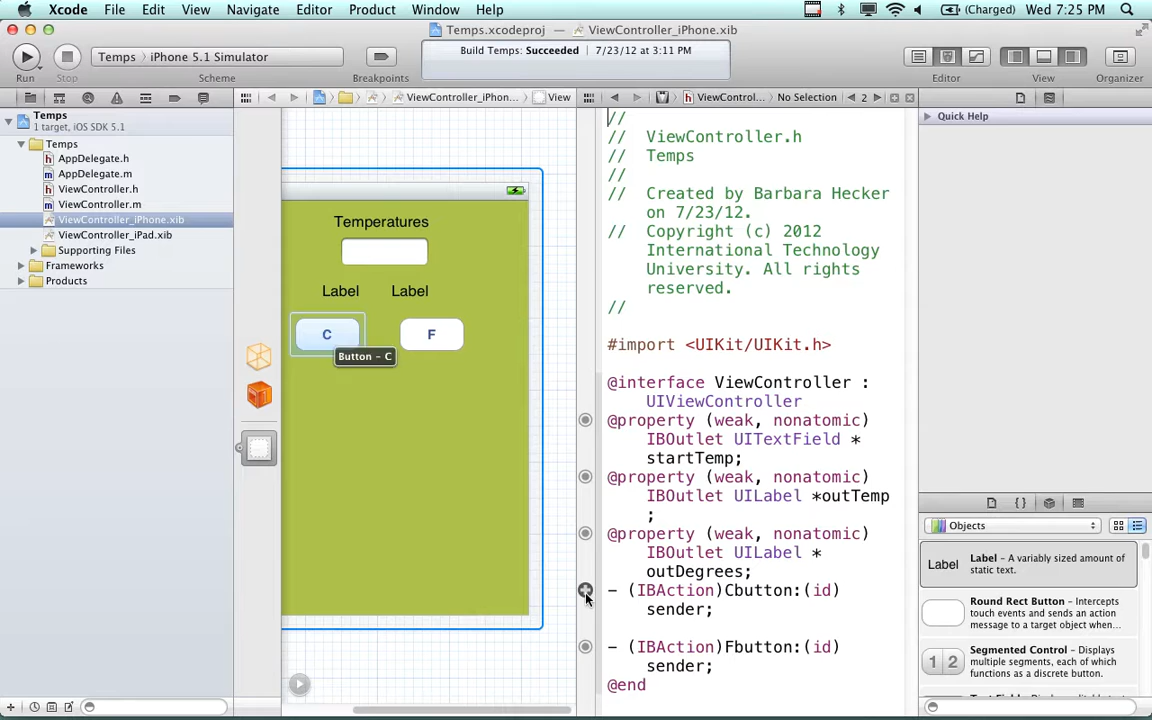 Xcode File Edit View Navigate Editor Product Window Help (Charged) Wed 7:25 PM
Temps.xcodeproj — ViewController_iPhone.xib
Temps iPhone 5.1 Simulator
Build Temps: Succeeded 7/23/12 at 3:11 PM
Run Stop Scheme Breakpoints Editor View Organizer
ViewController_iPhon... View
ViewControl... No Selection 2
Temps
1 target, iOS SDK 5.1
Temps
AppDelegate.h
AppDelegate.m
ViewController.h
ViewController.m
ViewController_iPhone.xib
ViewController_iPad.xib
Supporting Files
Frameworks
Products
Temperatures
Label Label
C F
Button – C
//
// ViewController.h
// Temps
//
// Created by Barbara Hecker
on 7/23/12.
// Copyright (c) 2012
International Technology
University. All rights
reserved.
//
#import <UIKit/UIKit.h>
@interface ViewController :
UIViewController
@property (weak, nonatomic)
IBOutlet UITextField *
startTemp;
@property (weak, nonatomic)
IBOutlet UILabel *outTemp
;
@property (weak, nonatomic)
IBOutlet UILabel *
outDegrees;
- (IBAction)Cbutton:(id)
sender;
- (IBAction)Fbutton:(id)
sender;
@end
Quick Help
Objects
Label
Label – A variably sized amount of
static text.
Round Rect Button – Intercepts
touch events and sends an action
message to a target object when...
1 2
Segmented Control – Displays
multiple segments, each of which
functions as a discrete button.